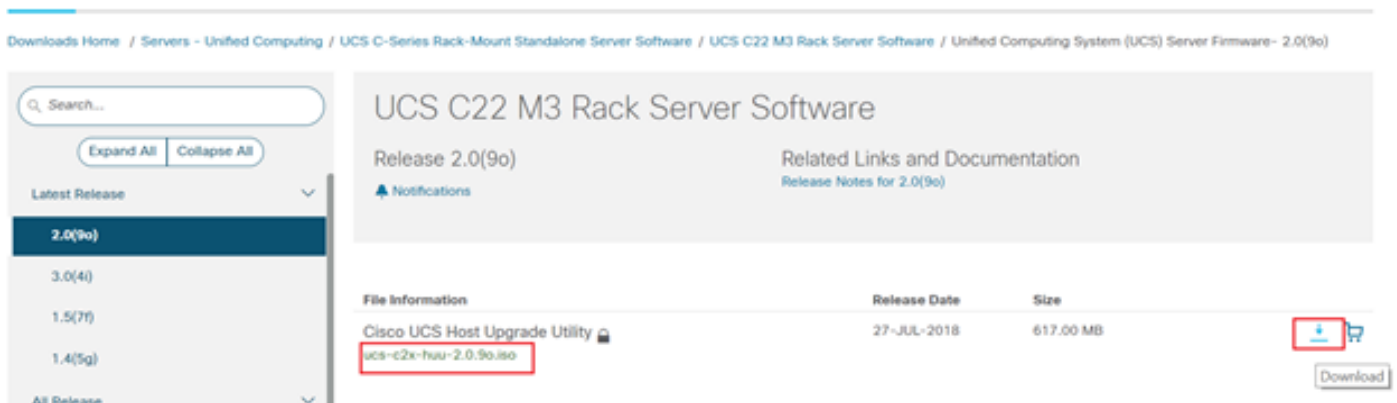 Downloads Home / Servers - Unified Computing / UCS C-Series Rack-Mount Standalone Server Software / UCS C22 M3 Rack Server Software / Unified Computing System (UCS) Server Firmware- 2.0(9o)
Search...
Expand All
Collapse All
Latest Release
2.0(9o)
3.0(4i)
1.5(7f)
1.4(5g)
All Release
UCS C22 M3 Rack Server Software
Release 2.0(9o)
Notifications
Related Links and Documentation
Release Notes for 2.0(9o)
File Information
Release Date
Size
Cisco UCS Host Upgrade Utility
27-JUL-2018
617.00 MB
ucs-c2x-huu-2.0.9o.iso
Download